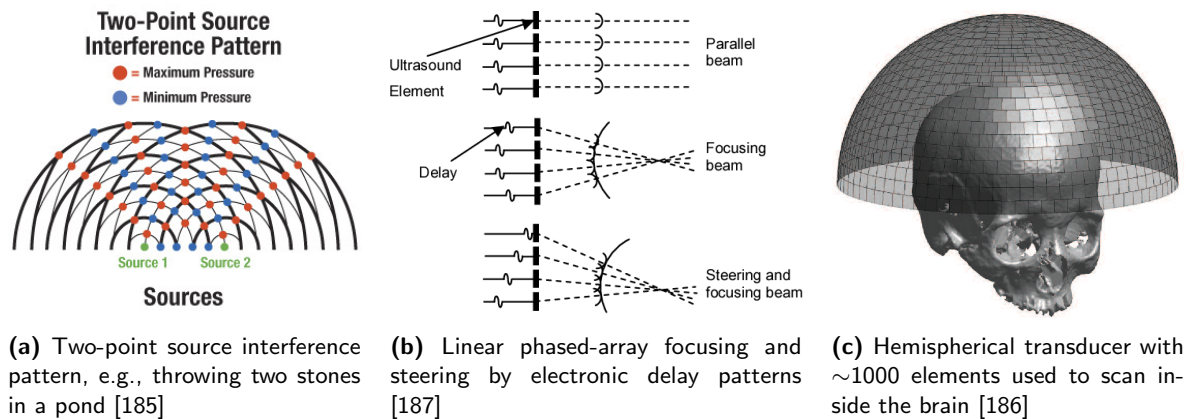 Two-Point Source
Interference Pattern
= Maximum Pressure
= Minimum Pressure
Source 1
Source 2
Sources
(a) Two-point source interference
pattern, e.g., throwing two stones
in a pond [185]
Ultrasound
Element
Parallel
beam
Delay
Focusing
beam
Steering and
focusing beam
(b) Linear phased-array focusing and
steering by electronic delay patterns
[187]
(c) Hemispherical transducer with
∼1000 elements used to scan in-
side the brain [186]